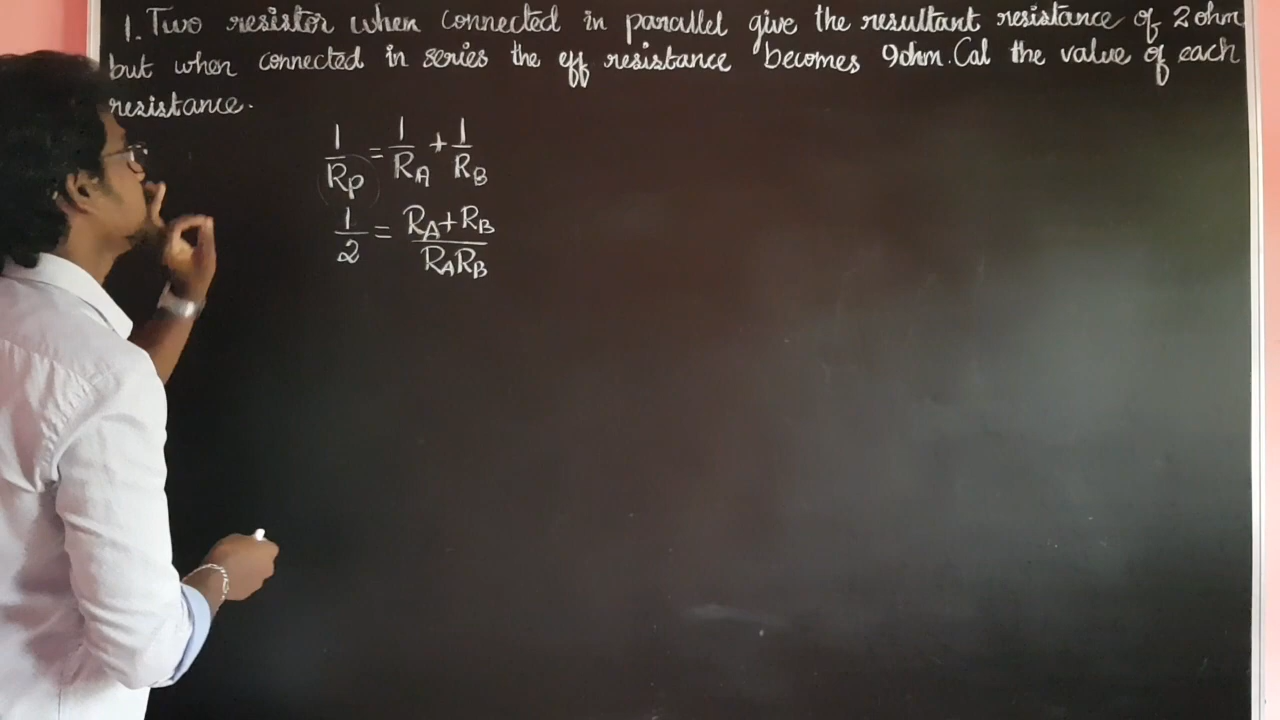 1. Two resistor when connected in parallel give the resultant resistance of 2 ohm
but when connected in series the eff resistance becomes 9ohm. Cal the value of each
resistance.
1/RP = 1/RA + 1/RB
1/2 = RA+RB/RARB